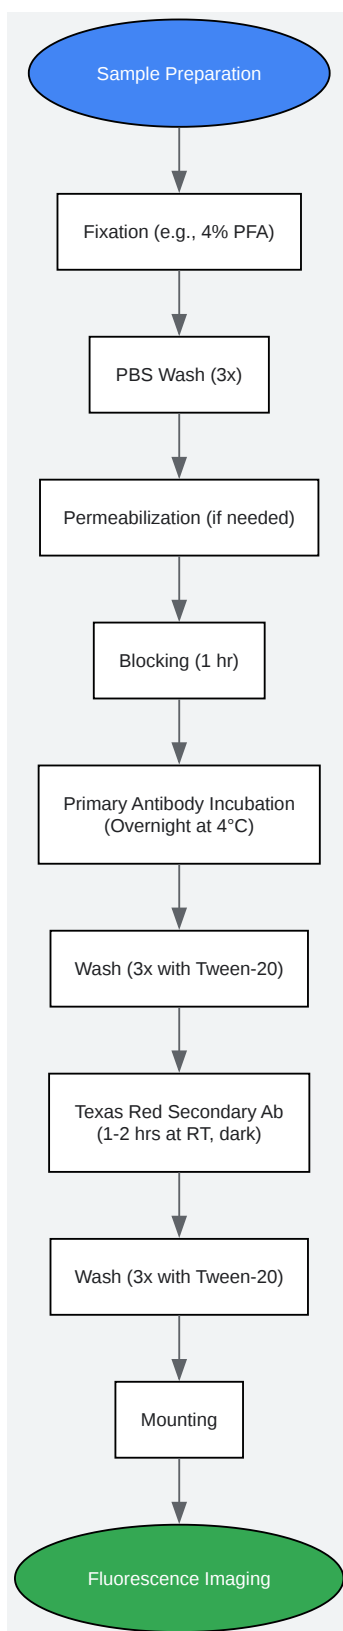 Sample Preparation
Fixation (e.g., 4% PFA)
PBS Wash (3x)
Permeabilization (if needed)
Blocking (1 hr)
Primary Antibody Incubation
(Overnight at 4°C)
Wash (3x with Tween-20)
Texas Red Secondary Ab
(1-2 hrs at RT, dark)
Wash (3x with Tween-20)
Mounting
Fluorescence Imaging